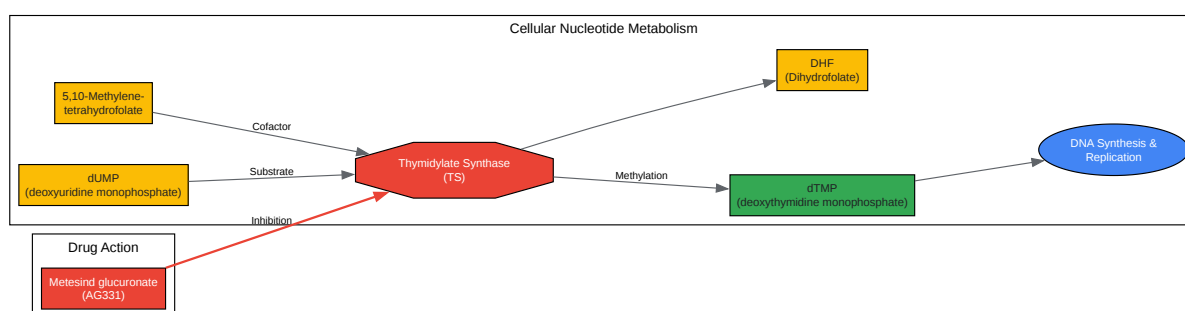 Cellular Nucleotide Metabolism
5,10-Methylene-
tetrahydrofolate
Cofactor
dUMP
(deoxyuridine monophosphate)
Substrate
Thymidylate Synthase
(TS)
DHF
(Dihydrofolate)
Methylation
dTMP
(deoxythymidine monophosphate)
DNA Synthesis &
Replication
Inhibition
Drug Action
Metesind glucuronate
(AG331)